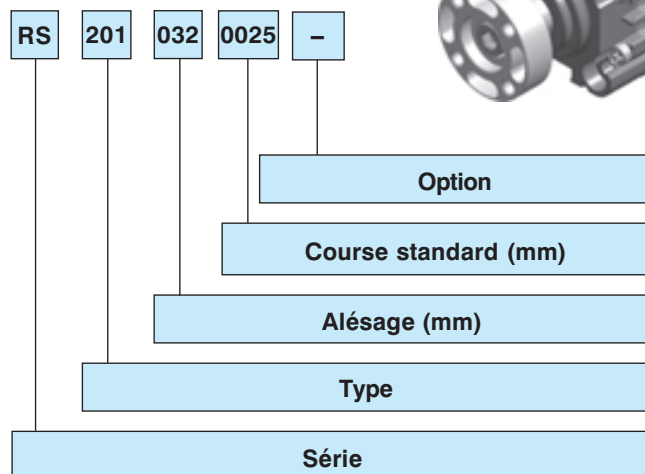 RS 201 032 0025 –
Option
Course standard (mm)
Alésage (mm)
Type
Série